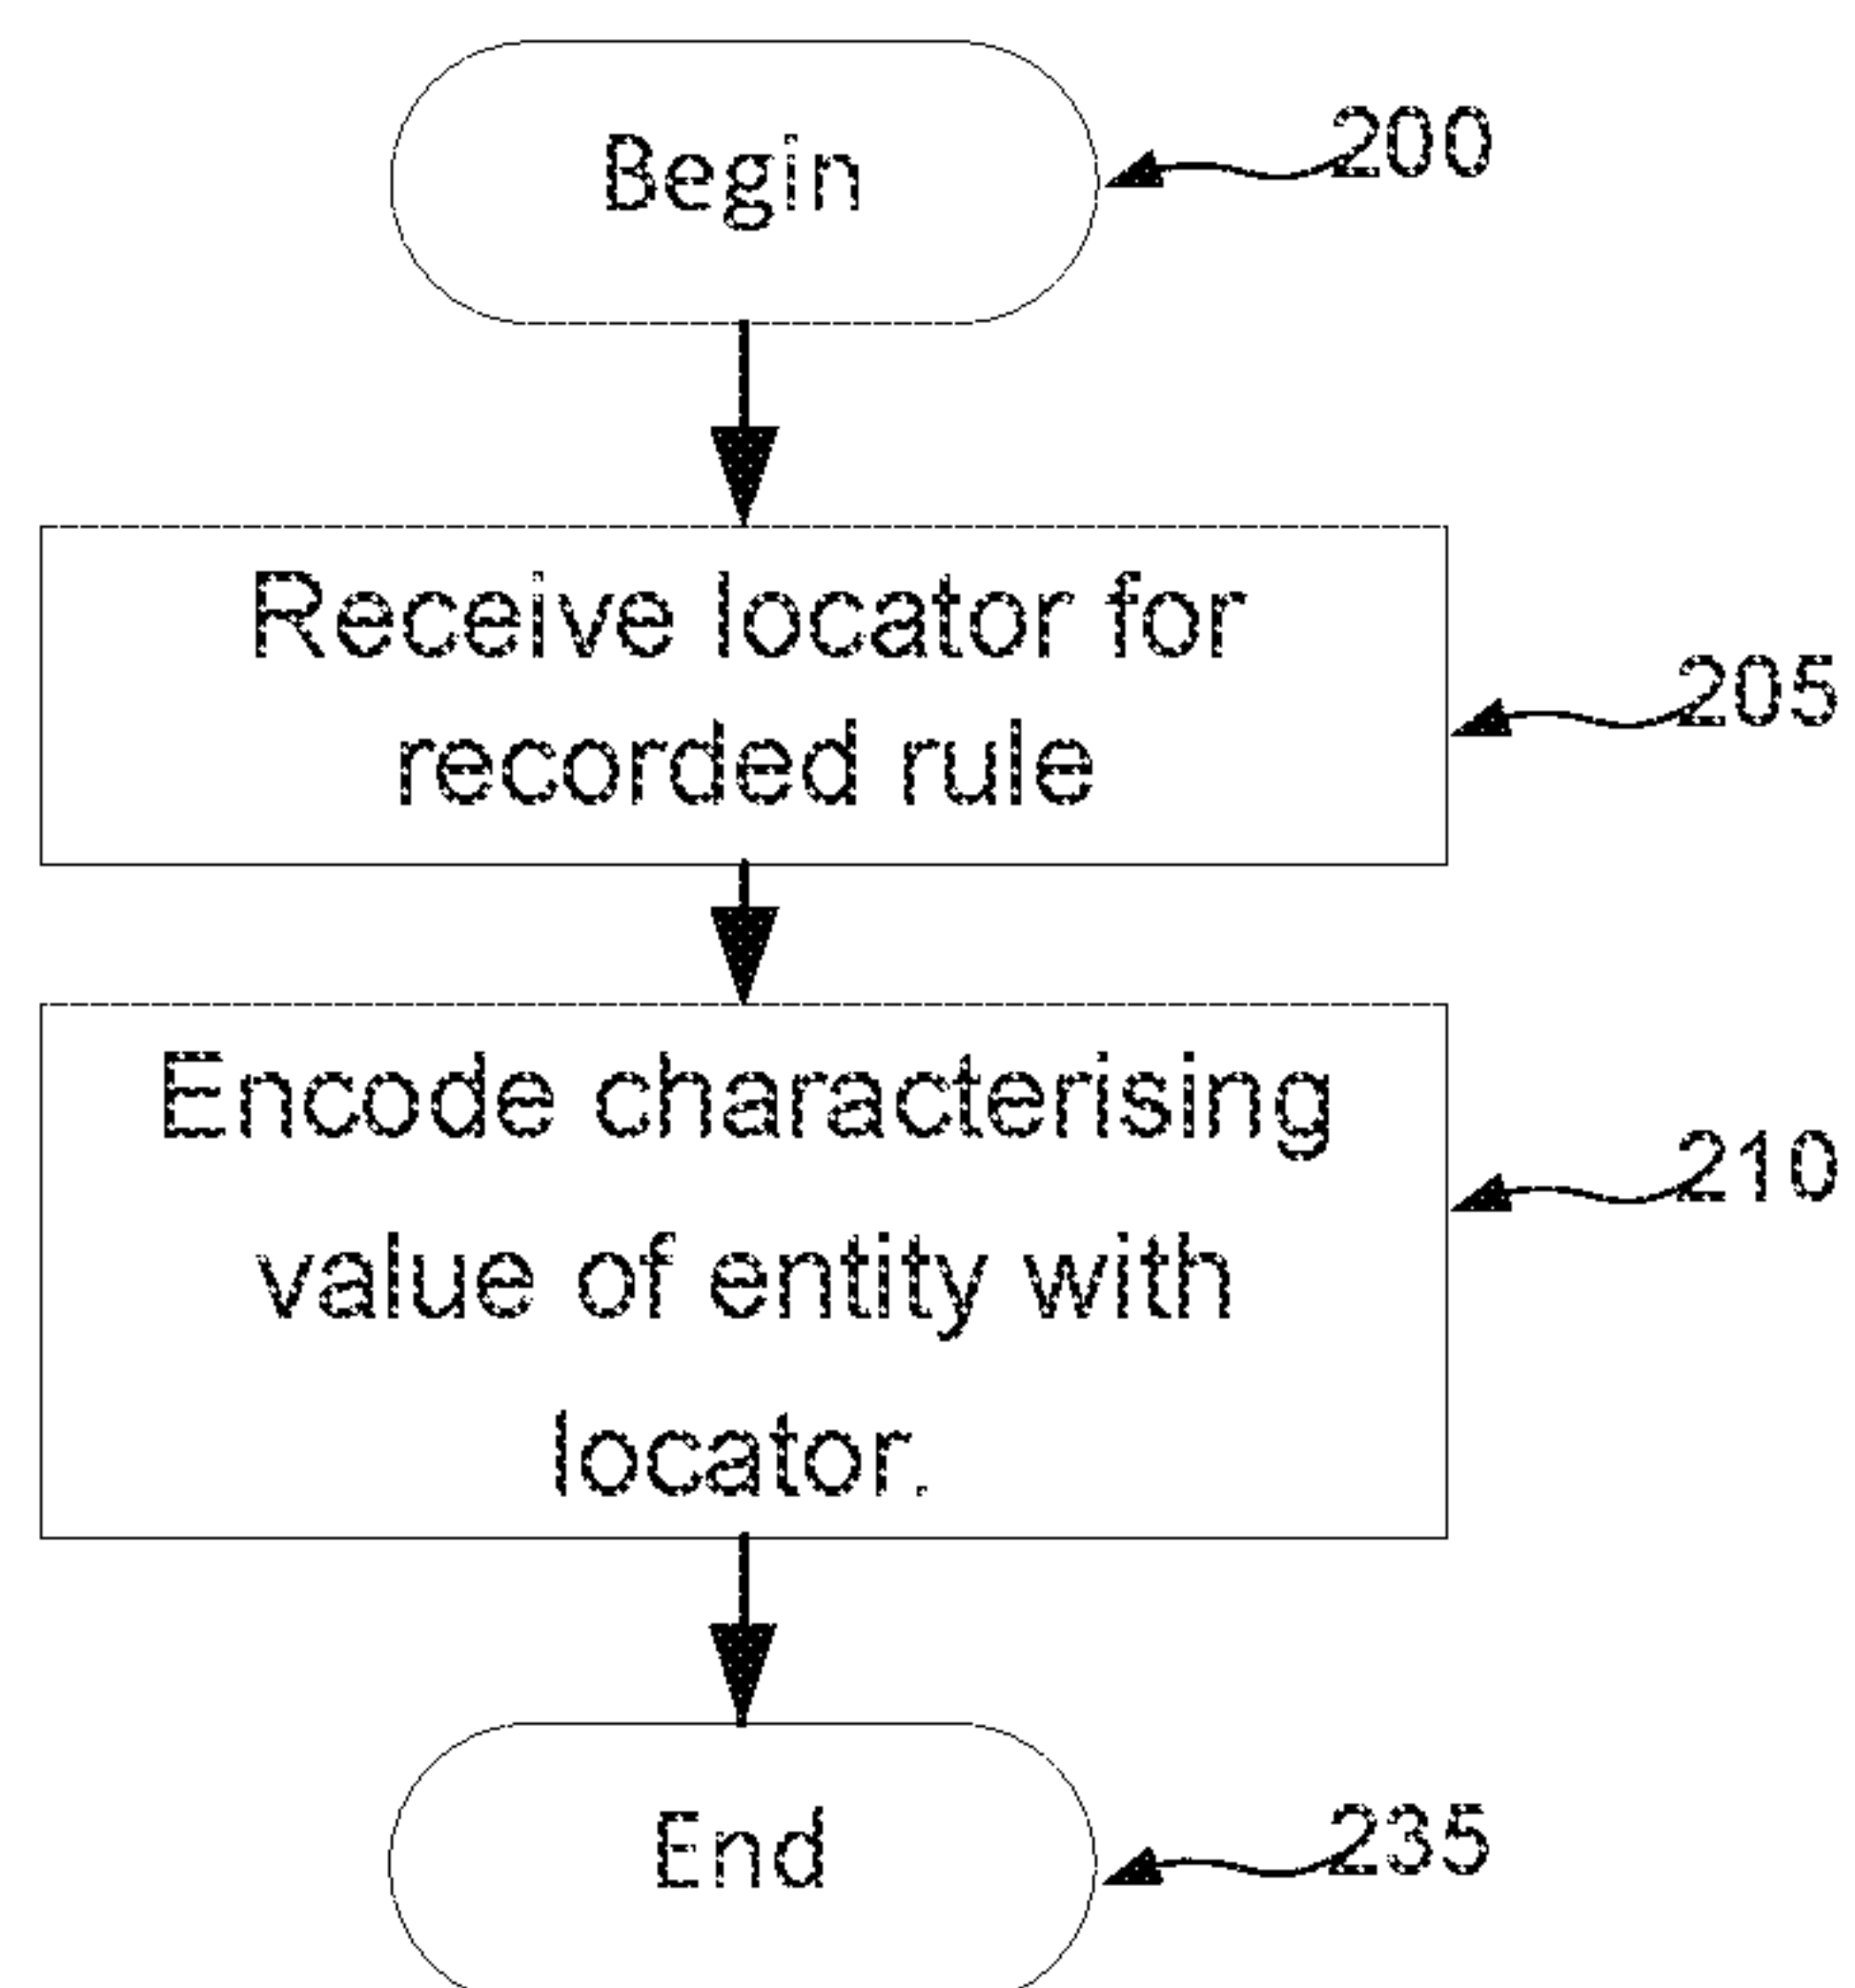 Begin
200
Receive locator for
recorded rule
205
Encode characterising
value of entity with
locator.
210
End
235